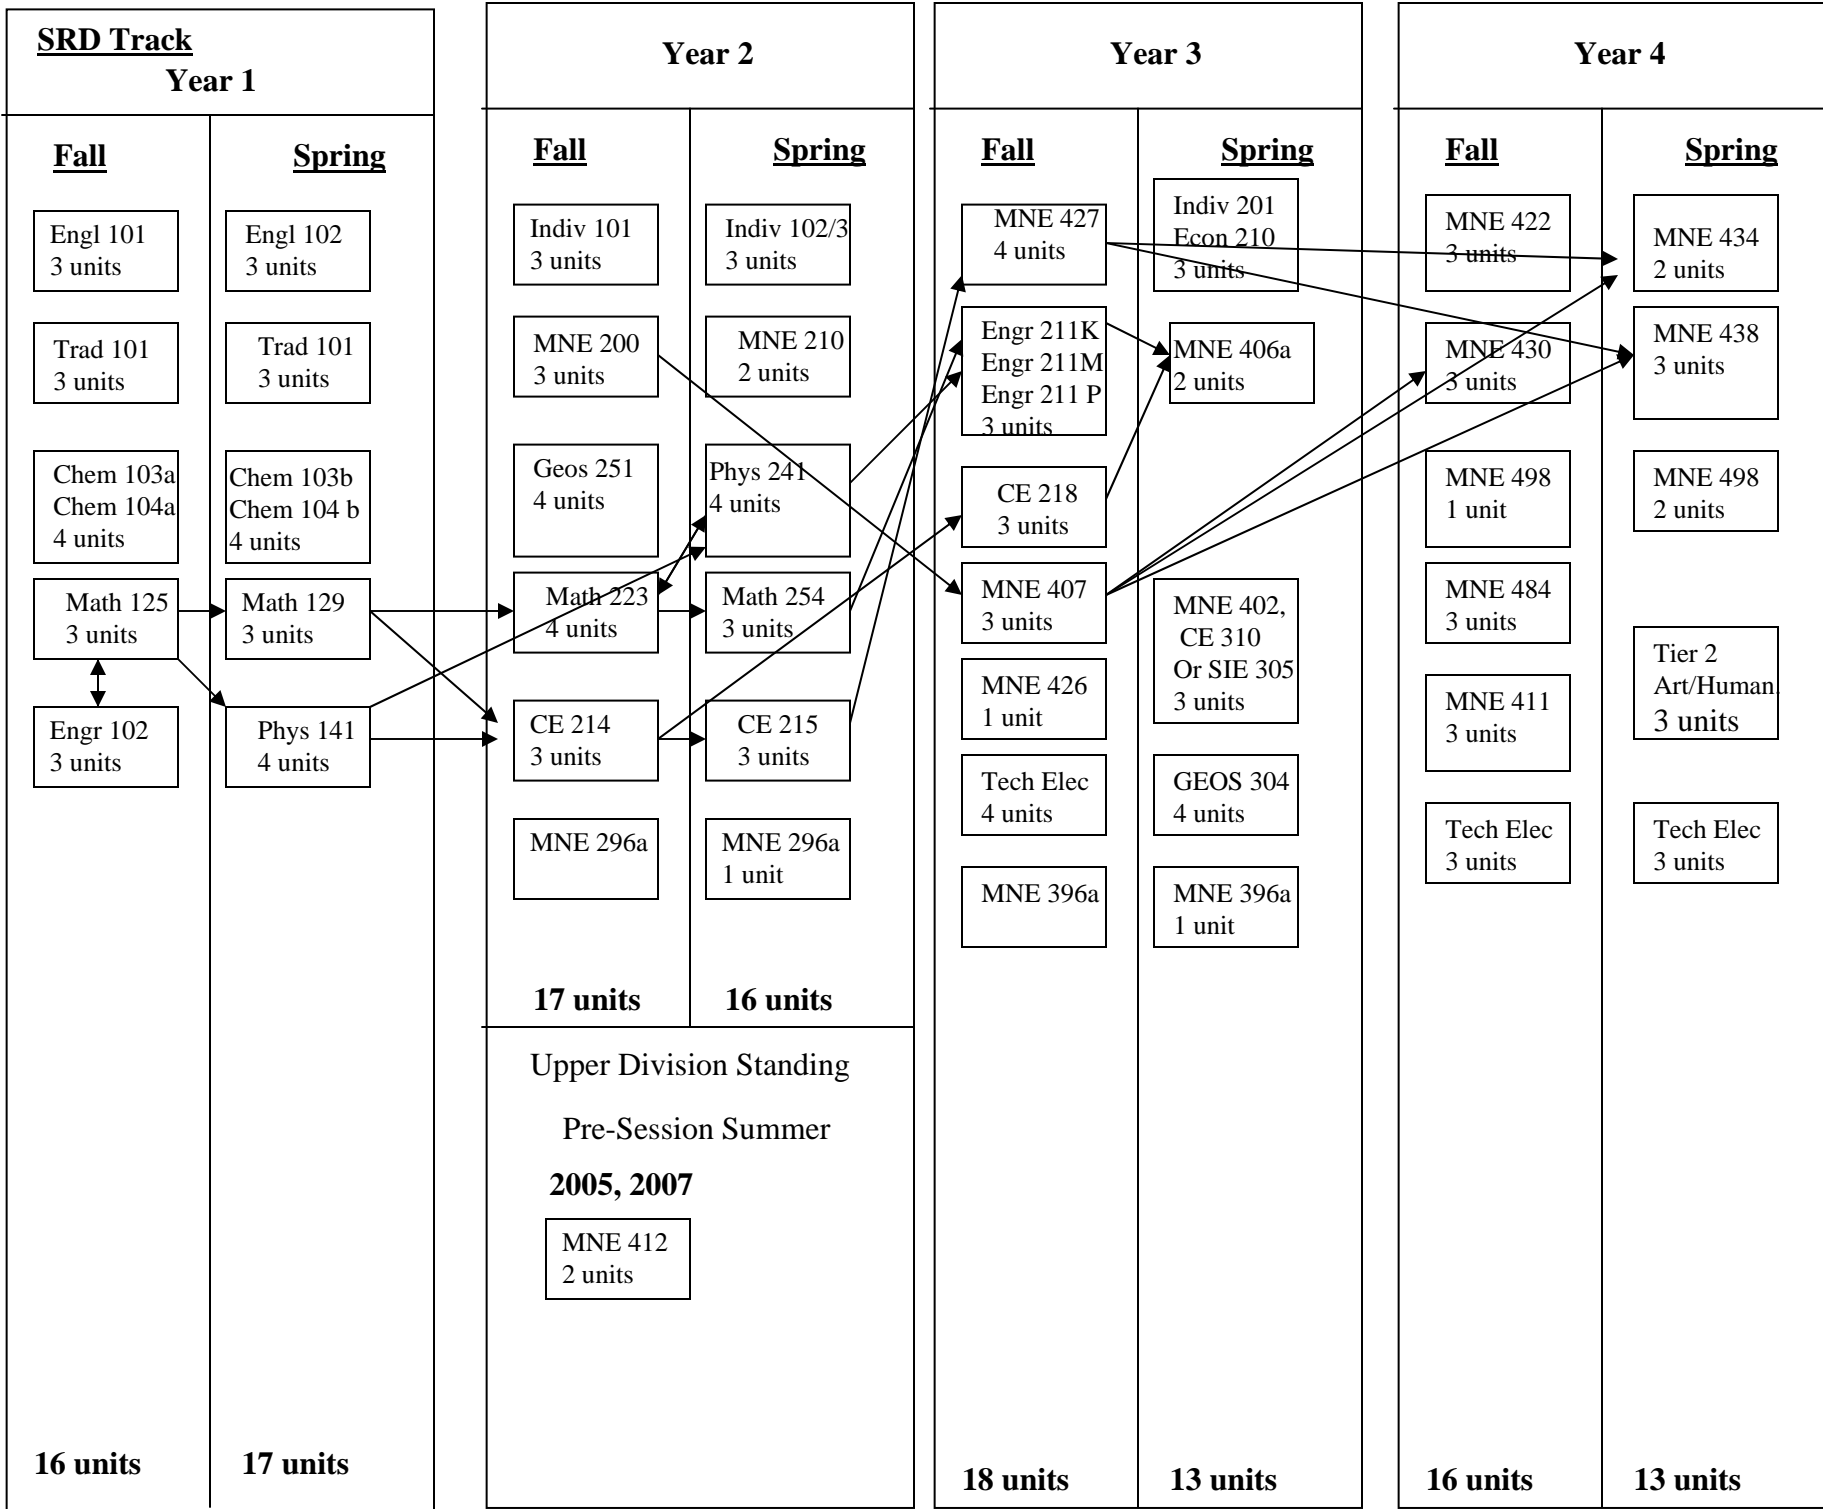 SRD Track
Year 1
Fall
Spring
Engl 101
3 units
Engl 102
3 units
Trad 101
3 units
Trad 101
3 units
Chem 103a
Chem 104a
4 units
Chem 103b
Chem 104 b
4 units
Math 125
3 units
Math 129
3 units
Engr 102
3 units
Phys 141
4 units
16 units
17 units
Year 2
Fall
Spring
Indiv 101
3 units
Indiv 102/3
3 units
MNE 200
3 units
MNE 210
2 units
Geos 251
4 units
Phys 241
4 units
Math 223
4 units
Math 254
3 units
CE 214
3 units
CE 215
3 units
MNE 296a
MNE 296a
1 unit
17 units
16 units
Upper Division Standing
Pre-Session Summer
2005, 2007
MNE 412
2 units
Year 3
Fall
Spring
MNE 427
4 units
Indiv 201
Econ 210
3 units
Engr 211K
Engr 211M
Engr 211 P
3 units
MNE 406a
2 units
CE 218
3 units
MNE 407
3 units
MNE 402,
CE 310
Or SIE 305
3 units
MNE 426
1 unit
Tech Elec
4 units
GEOS 304
4 units
MNE 396a
MNE 396a
1 unit
18 units
13 units
Year 4
Fall
Spring
MNE 422
3 units
MNE 434
2 units
MNE 430
3 units
MNE 438
3 units
MNE 498
1 unit
MNE 498
2 units
MNE 484
3 units
Tier 2
Art/Human.
3 units
MNE 411
3 units
Tech Elec
3 units
Tech Elec
3 units
16 units
13 units